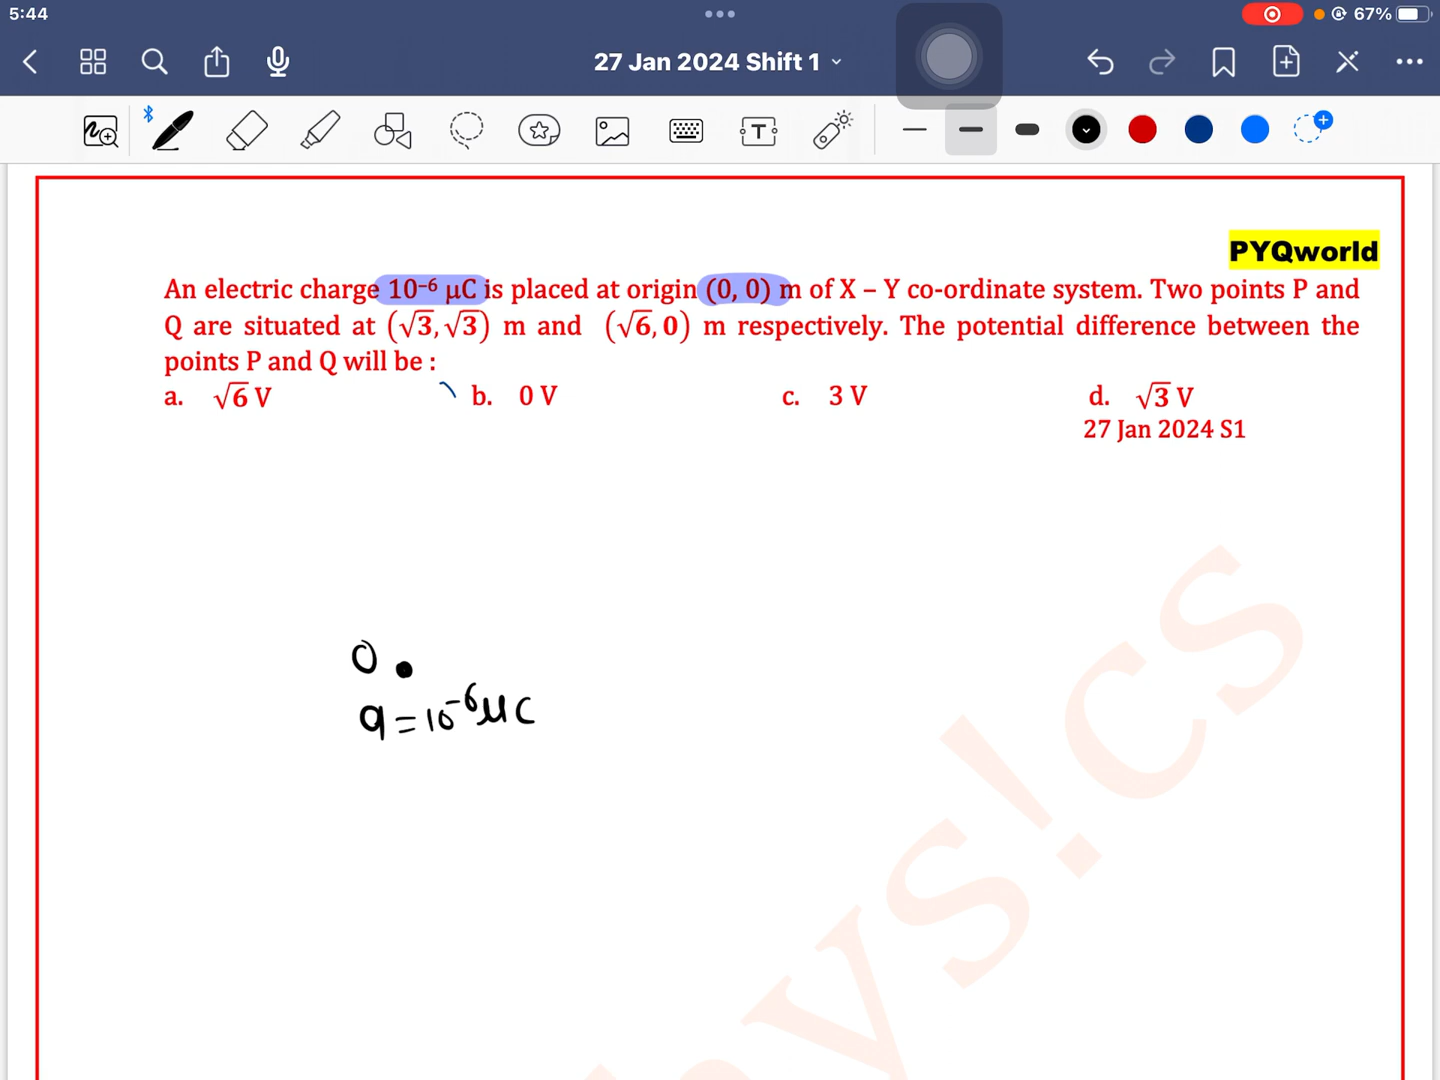 5:44
67%
27 Jan 2024 Shift 1
T
PYQworld
An electric charge 10⁻⁶ μC is placed at origin (0, 0) m of X – Y co-ordinate system. Two points P and
Q are situated at (√3, √3) m and (√6, 0) m respectively. The potential difference between the
points P and Q will be :
a. √6 V b. 0 V c. 3 V d. √3 V
27 Jan 2024 S1
O
q = 10⁻⁶ μC
ys!cs